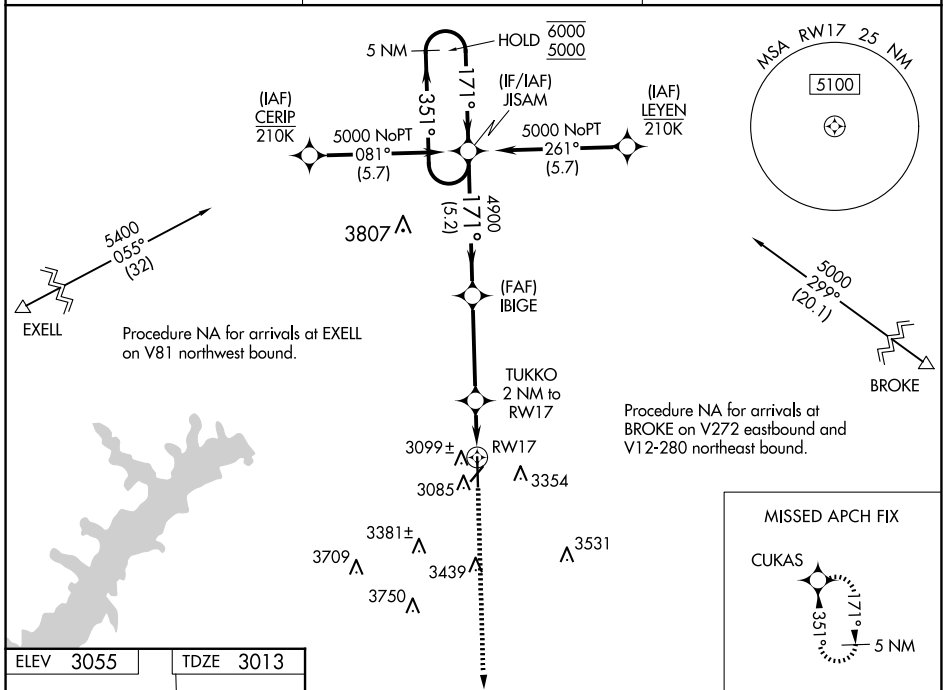 HOLD 6000
5000
5 NM
171°
351°
(IF/IAF)
JISAM
(IAF)
CERIP
210K
5000 NoPT
081°
(5.7)
(IAF)
LEYEN
210K
5000 NoPT
261°
(5.7)
MSA RW17 25 NM
5100
4900
171°
(5.2)
3807
5400
055°
(32)
EXELL
Procedure NA for arrivals at EXELL
on V81 northwest bound.
(FAF)
IBIGE
5000
299°
(20.1)
BROKE
TUKKO
2 NM to
RW17
Procedure NA for arrivals at
BROKE on V272 eastbound and
V12-280 northeast bound.
3099±
RW17
3085
3354
3381±
3709
3439
3531
3750
MISSED APCH FIX
CUKAS
171°
351°
5 NM
ELEV 3055
TDZE 3013